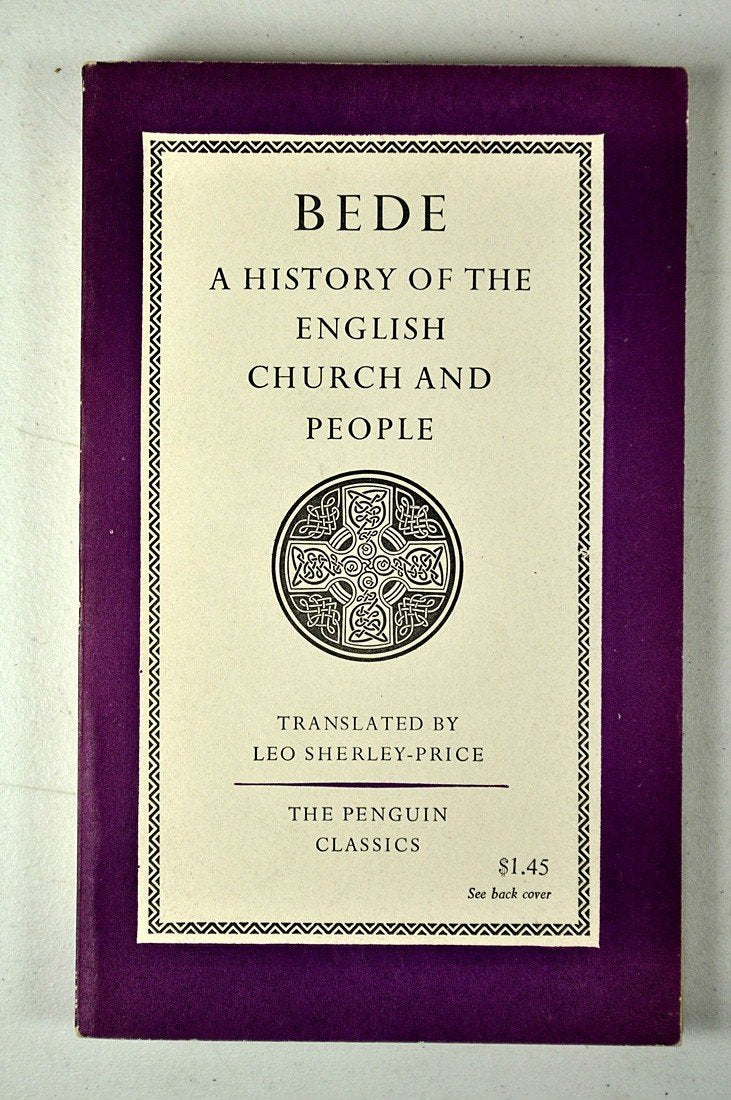 BEDE
A HISTORY OF THE
ENGLISH
CHURCH AND
PEOPLE
TRANSLATED BY
LEO SHERLEY-PRICE
THE PENGUIN
CLASSICS
$1.45
See back cover